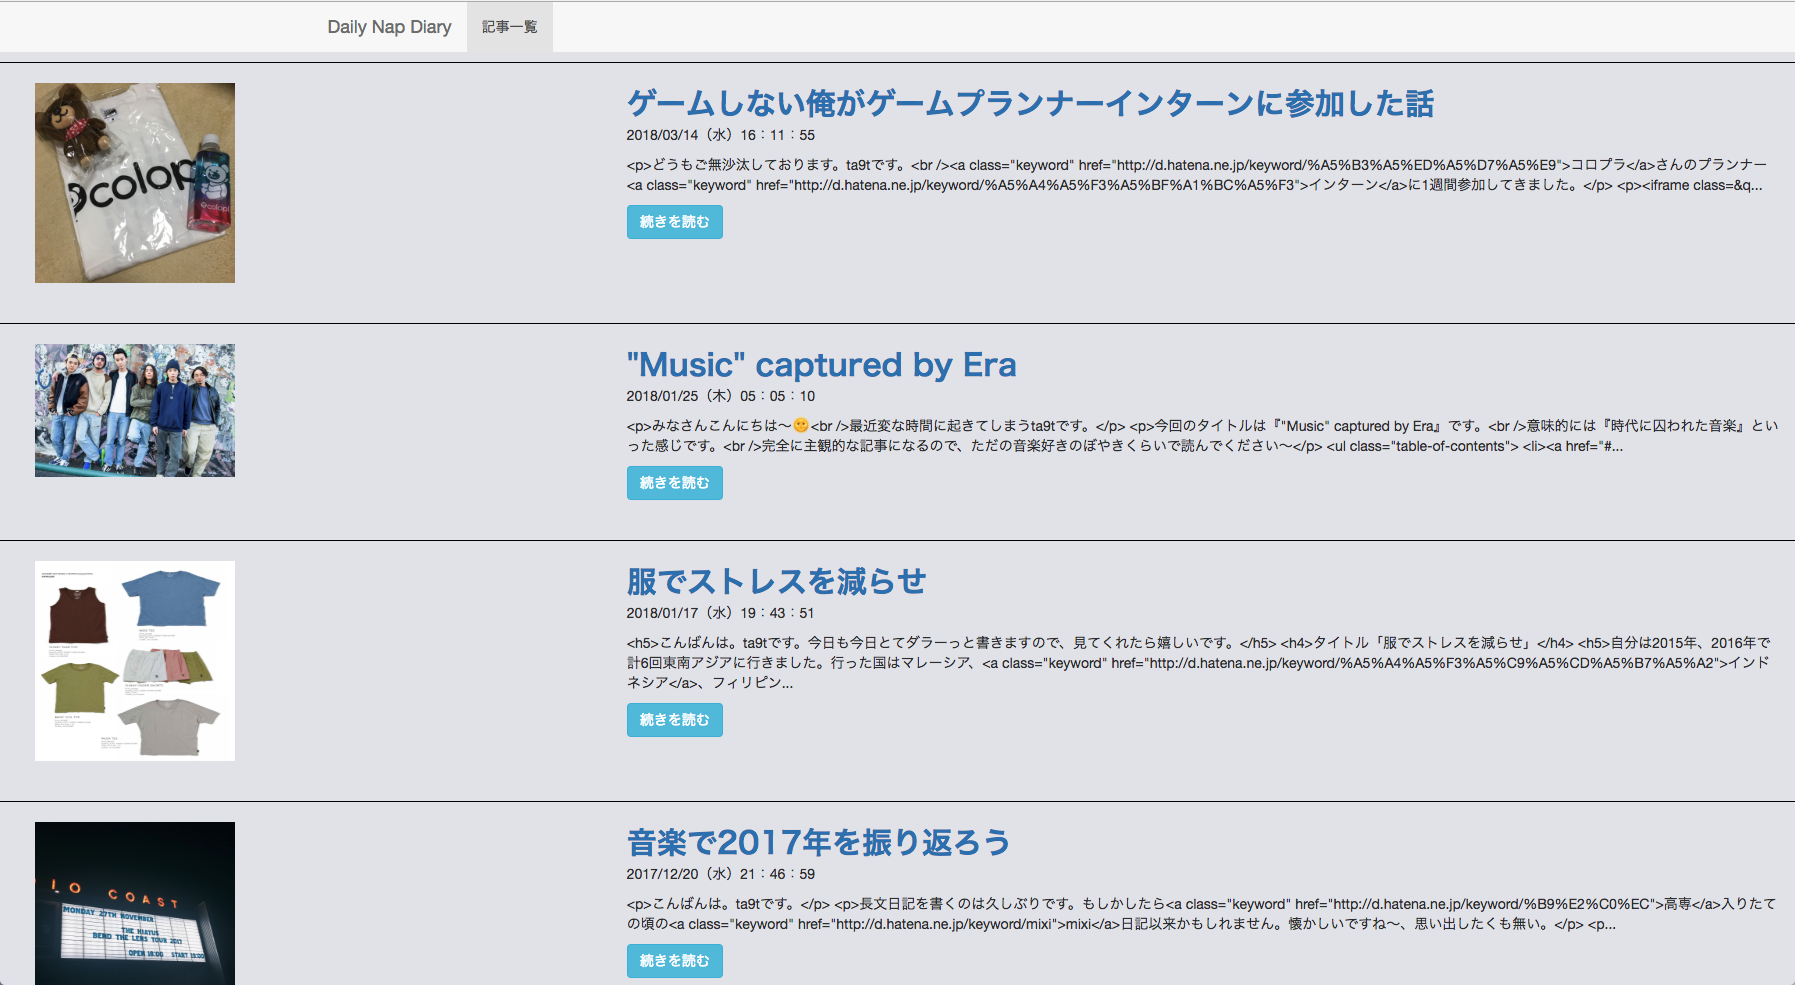 Daily Nap Diary
記事一覧
@colopl
@colopl
ゲームしない俺がゲームプランナーインターンに参加した話
2018/03/14（水）16：11：55
<p>どうもご無沙汰しております。ta9tです。<br /><a class="keyword" href="http://d.hatena.ne.jp/keyword/%A5%B3%A5%ED%A5%D7%A5%E9">コロプラ</a>さんのプランナー
<a class="keyword" href="http://d.hatena.ne.jp/keyword/%A5%A4%A5%F3%A5%BF%A1%BC%A5%F3">インターン</a>に1週間参加してきました。</p> <p><iframe class=&q...
続きを読む
"Music" captured by Era
2018/01/25（木）05：05：10
<p>みなさんこんにちは〜🌞<br />最近変な時間に起きてしまうta9tです。</p> <p>今回のタイトルは『"Music" captured by Era』です。<br />意味的には『時代に囚われた音楽』とい
った感じです。<br />完全に主観的な記事になるので、ただの音楽好きのぼやきくらいで読んでください〜</p> <ul class="table-of-contents"> <li><a href="#...
続きを読む
服でストレスを減らせ
2018/01/17（水）19：43：51
<h5>こんばんは。ta9tです。今日も今日とてダラーっと書きますので、見てくれたら嬉しいです。</h5> <h4>タイトル「服でストレスを減らせ」</h4> <h5>自分は2015年、2016年で
計6回東南アジアに行きました。行った国はマレーシア、<a class="keyword" href="http://d.hatena.ne.jp/keyword/%A5%A4%A5%F3%A5%C9%A5%CD%A5%B7%A5%A2">インド
ネシア</a>、フィリピン...
続きを読む
IO COAST
MONDAY 27TH NOVEMBER
THE HIATUS
BEND THE LENS TOUR 2017
OPEN 18:00 START 19:00
音楽で2017年を振り返ろう
2017/12/20（水）21：46：59
<p>こんばんは。ta9tです。</p> <p>長文日記を書くのは久しぶりです。もしかしたら<a class="keyword" href="http://d.hatena.ne.jp/keyword/%B9%E2%C0%EC">高専</a>入りたて
の頃の<a class="keyword" href="http://d.hatena.ne.jp/keyword/mixi">mixi</a>日記以来かもしれません。懐かしいですね〜、思い出したくも無い。</p> <p...
続きを読む